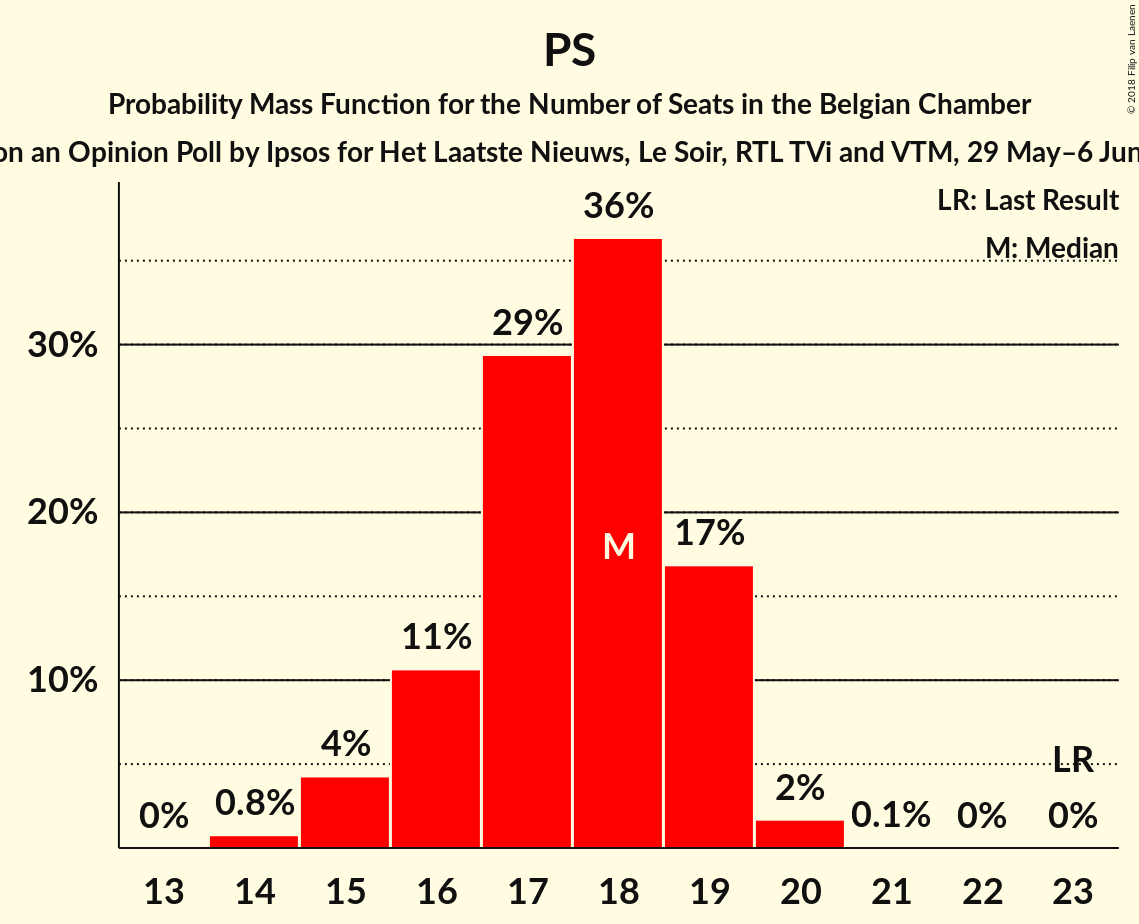 PS
Probability Mass Function for the Number of Seats in the Belgian Chamber
on an Opinion Poll by Ipsos for Het Laatste Nieuws, Le Soir, RTL TVi and VTM, 29 May–6 Jun
© 2018 Filip van Laenen
LR: Last Result
M: Median
36%
29%
30%
20%
17%
M
11%
10%
4%
LR
0%
0.8%
2%
0.1%
0%
0%
13 14 15 16 17 18 19 20 21 22 23